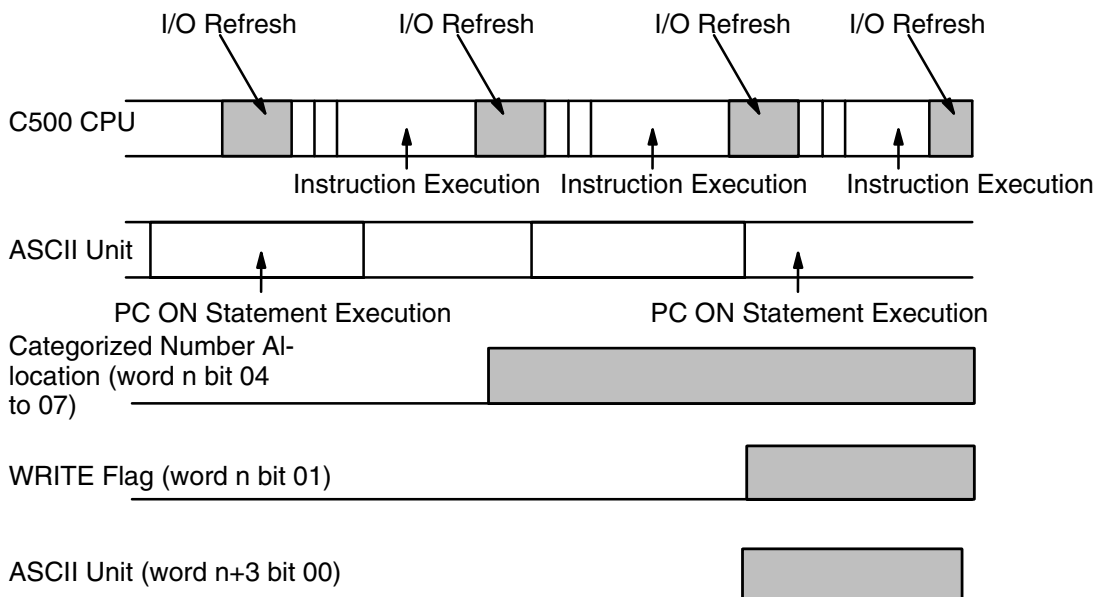 I/O Refresh I/O Refresh I/O Refresh I/O Refresh
C500 CPU
Instruction Execution Instruction Execution Instruction Execution
ASCII Unit
PC ON Statement Execution PC ON Statement Execution
Categorized Number Al-
location (word n bit 04
to 07)
WRITE Flag (word n bit 01)
ASCII Unit (word n+3 bit 00)